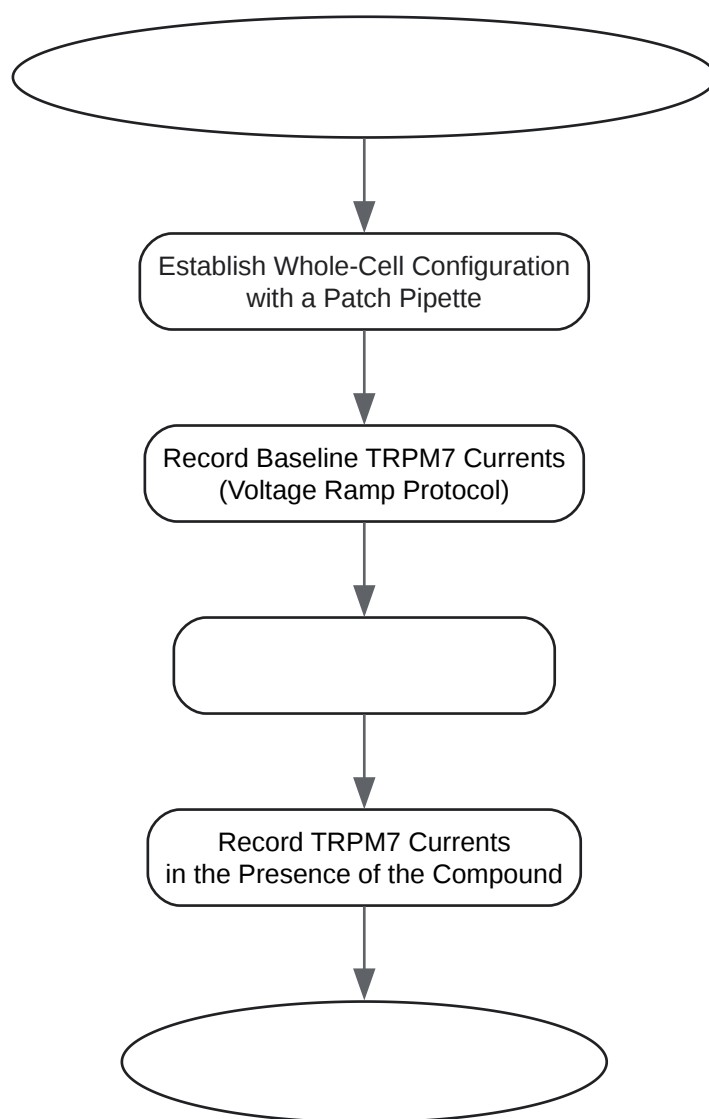 Establish Whole-Cell Configuration
with a Patch Pipette
Record Baseline TRPM7 Currents
(Voltage Ramp Protocol)
Record TRPM7 Currents
in the Presence of the Compound